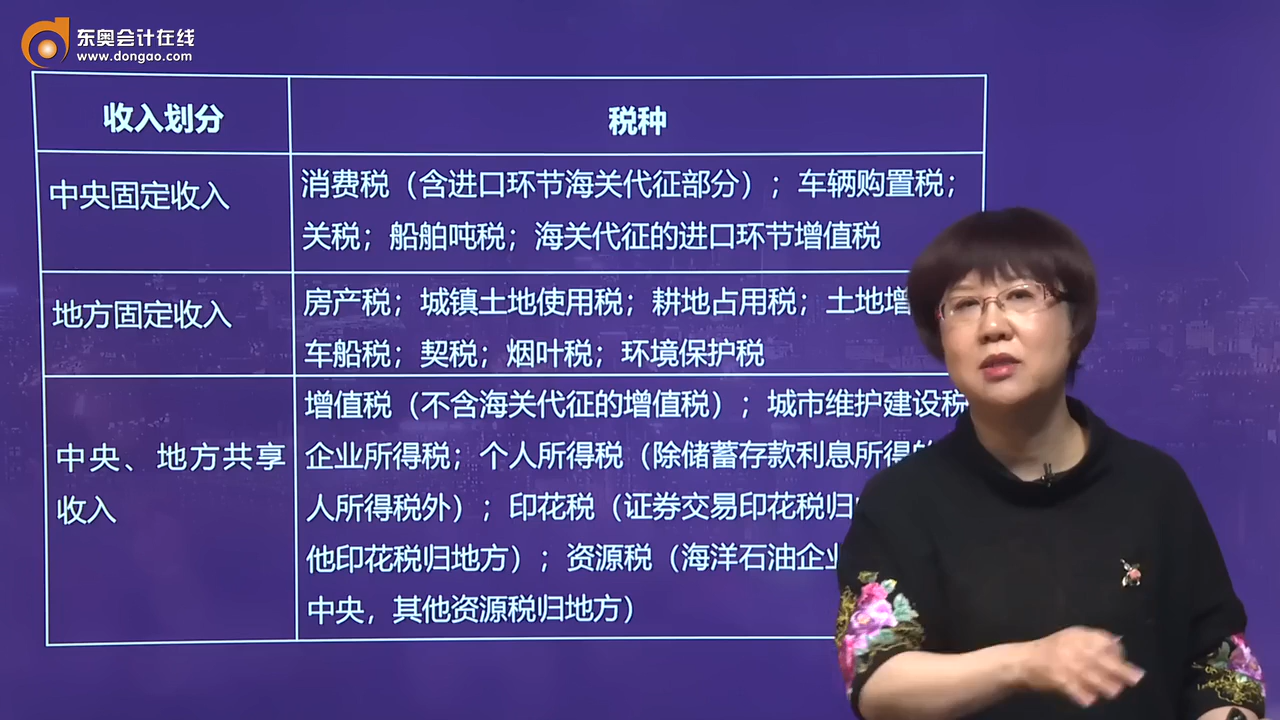 东奥会计在线
www.dongao.com
收入划分
税种
中央固定收入
消费税（含进口环节海关代征部分）；车辆购置税；
关税；船舶吨税；海关代征的进口环节增值税
地方固定收入
房产税；城镇土地使用税；耕地占用税；土地增
车船税；契税；烟叶税；环境保护税
中央、地方共享
收入
增值税（不含海关代征的增值税）；城市维护建设税
企业所得税；个人所得税（除储蓄存款利息所得的
人所得税外）；印花税（证券交易印花税归
他印花税归地方）；资源税（海洋石油企业
中央，其他资源税归地方）